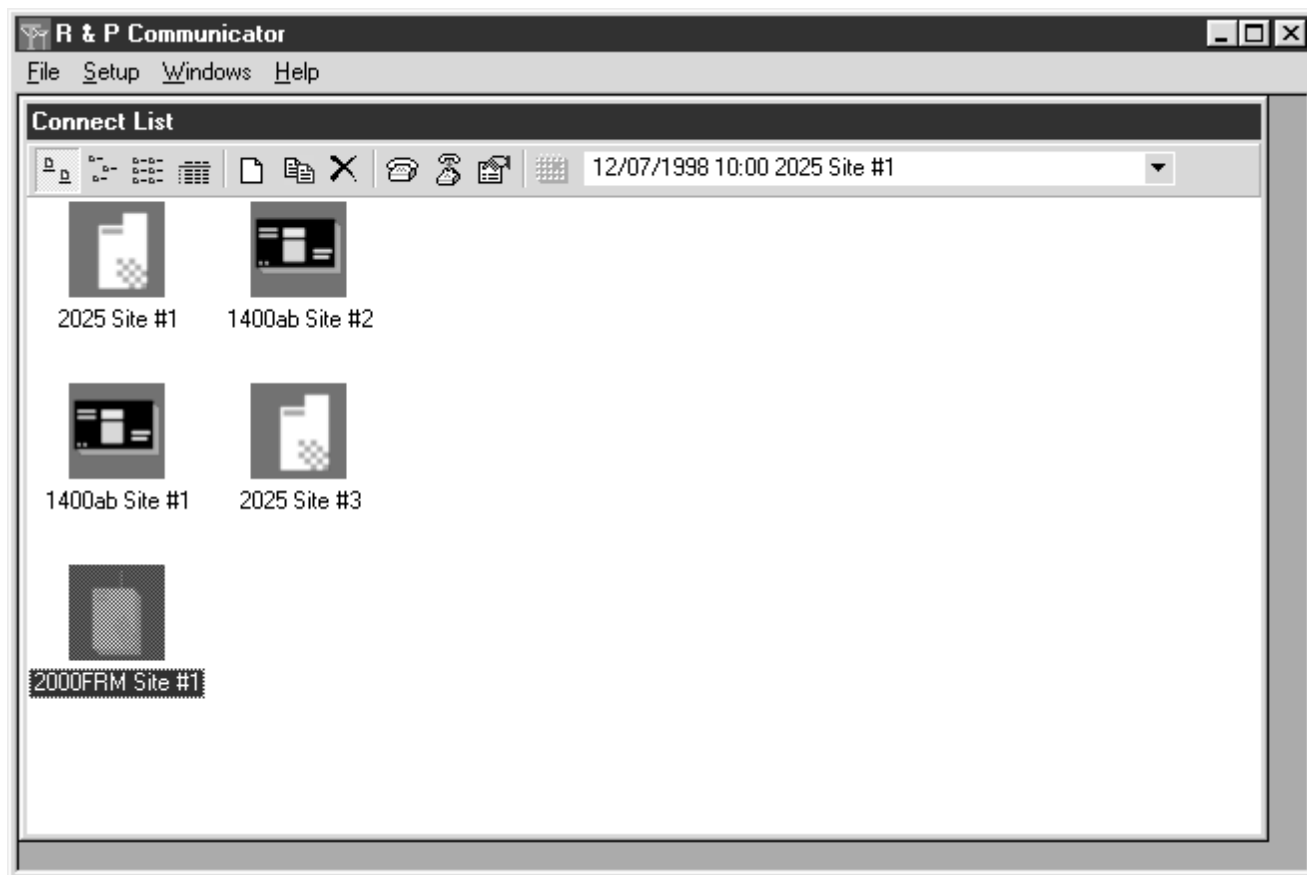 R & P Communicator
File Setup Windows Help
Connect List
12/07/1998 10:00 2025 Site #1
2025 Site #1 1400ab Site #2
1400ab Site #1 2025 Site #3
2000FRM Site #1